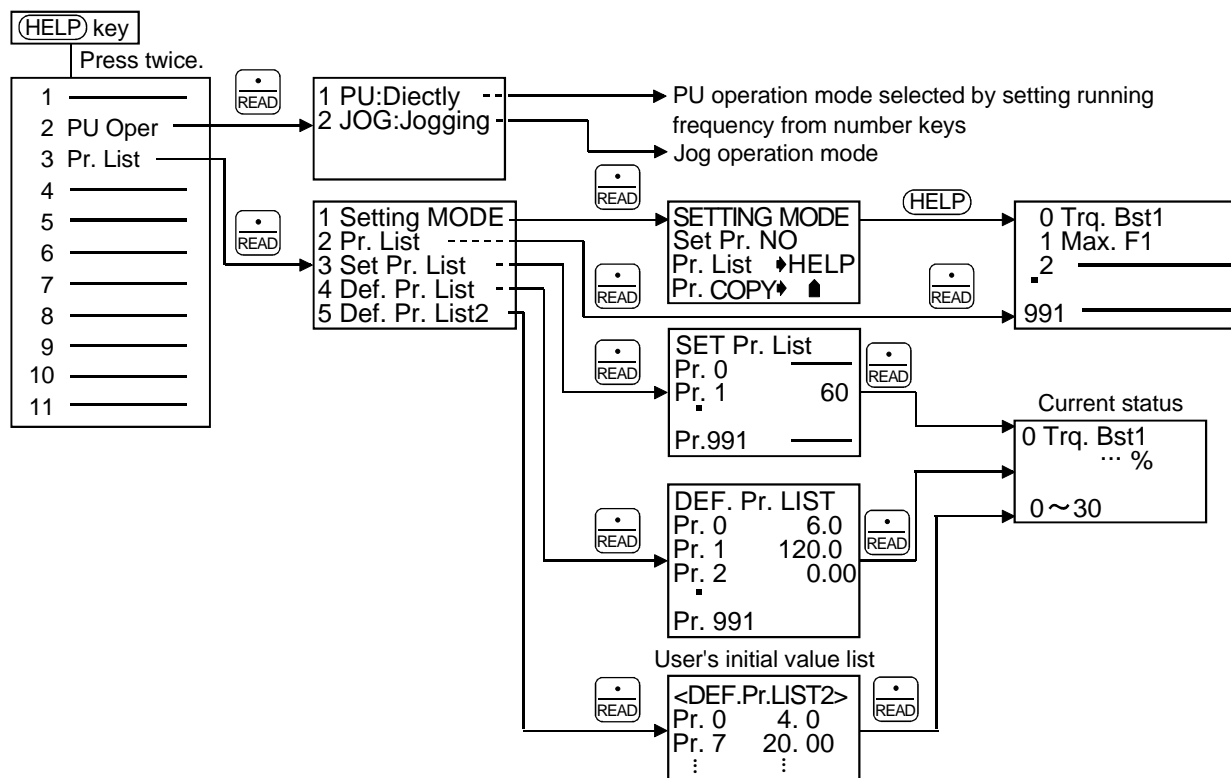 HELP key
Press twice.
1
2 PU Oper
3 Pr. List
4
5
6
7
8
9
10
11
READ
1 PU:Diectly
2 JOG:Jogging
PU operation mode selected by setting running
frequency from number keys
Jog operation mode
READ
1 Setting MODE
2 Pr. List
3 Set Pr. List
4 Def. Pr. List
5 Def. Pr. List2
READ
SETTING MODE
Set Pr. NO
Pr. List HELP
Pr. COPY
HELP
READ
READ
0 Trq. Bst1
1 Max. F1
2
991
READ
SET Pr. List
Pr. 0
Pr. 1 60
Pr.991
READ
Current status
0 Trq. Bst1
... %
0～30
READ
DEF. Pr. LIST
Pr. 0 6.0
Pr. 1 120.0
Pr. 2 0.00
Pr. 991
READ
User's initial value list
READ
<DEF.Pr.LIST2>
Pr. 0 4. 0
Pr. 7 20. 00
READ